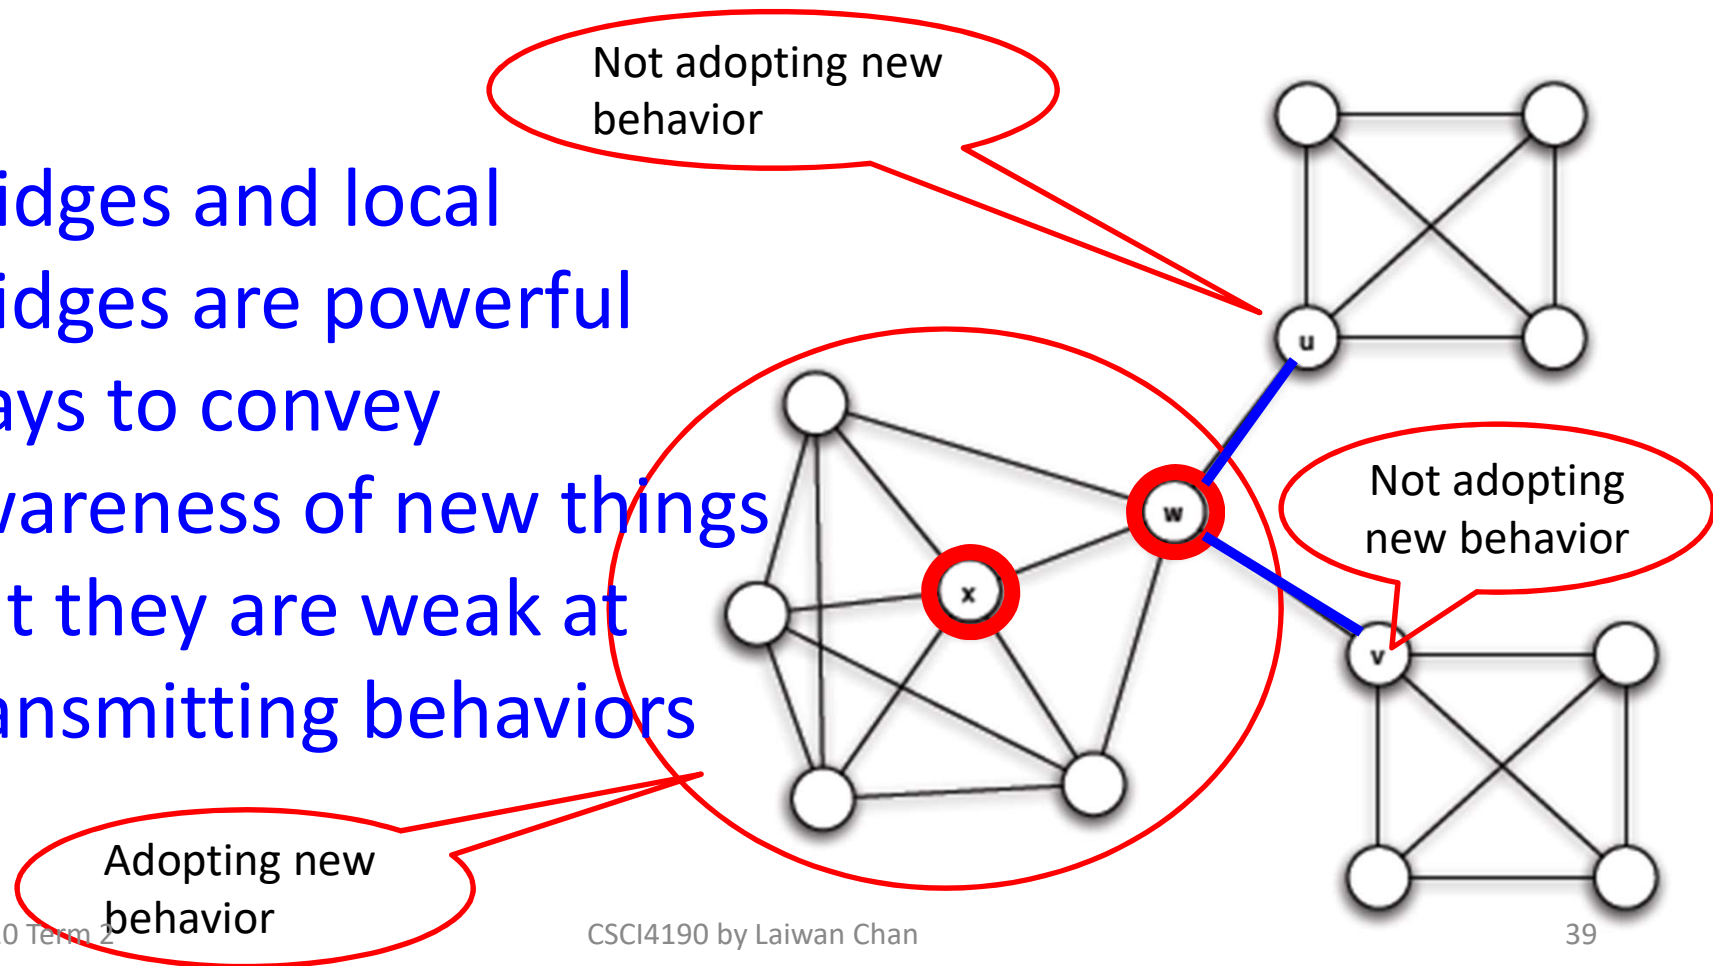 Not adopting new
behavior
idges and local
idges are powerful
ays to convey
wareness of new things
t they are weak at
ansmitting behaviors
u
w
x
v
Not adopting
new behavior
Adopting new
behavior
0 Term 2
CSCI4190 by Laiwan Chan
39